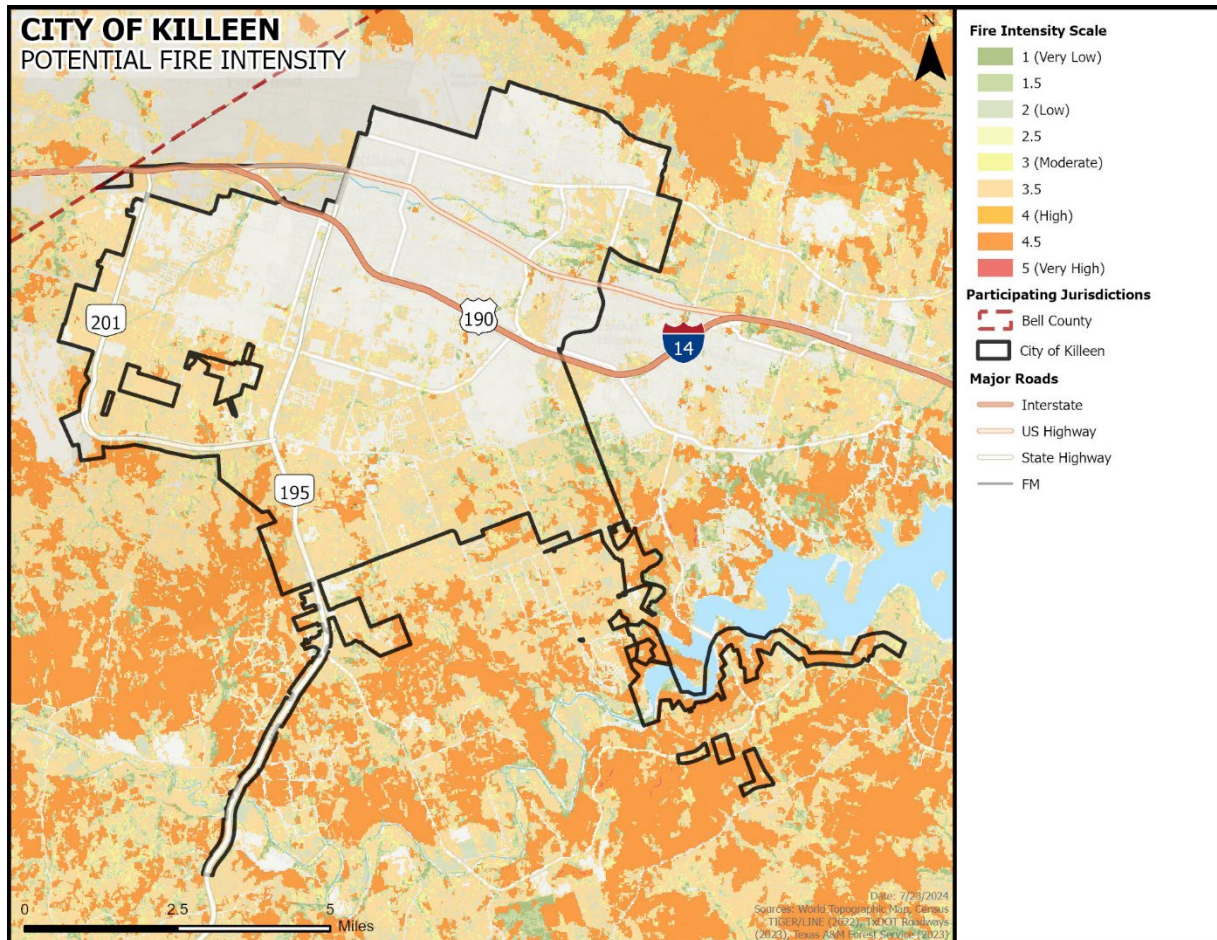 CITY OF KILLEEN
POTENTIAL FIRE INTENSITY
N
201
190
14
195
0
2.5
5
Miles
Date: 7/23/2024
Sources: World Topographic Map, Census
TIGER/LINE (2022), TxDOT Roadways
(2023), Texas A&M Forest Service (2023)
Fire Intensity Scale
1 (Very Low)
1.5
2 (Low)
2.5
3 (Moderate)
3.5
4 (High)
4.5
5 (Very High)
Participating Jurisdictions
Bell County
City of Killeen
Major Roads
Interstate
US Highway
State Highway
FM